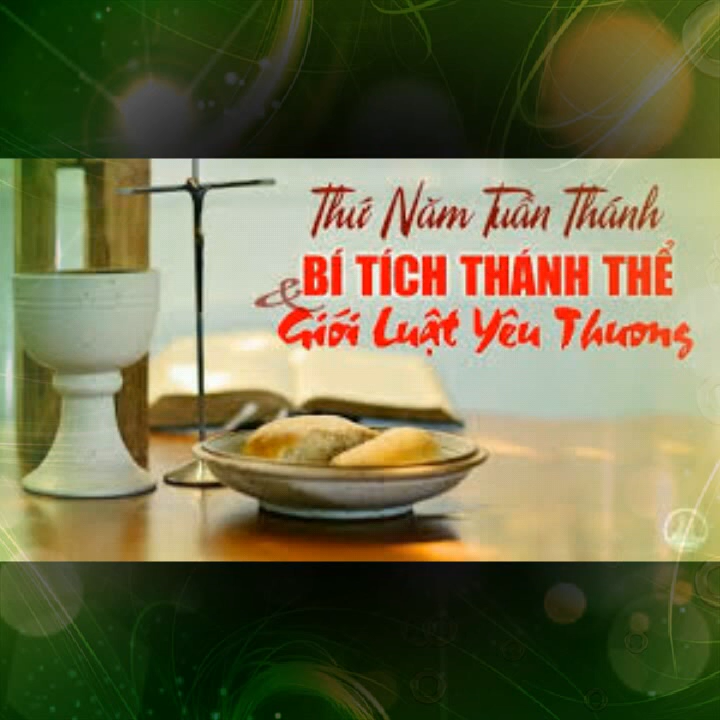 Thứ Năm Tuần Thánh
BÍ TÍCH THÁNH THỂ
& Giới Luật Yêu Thương